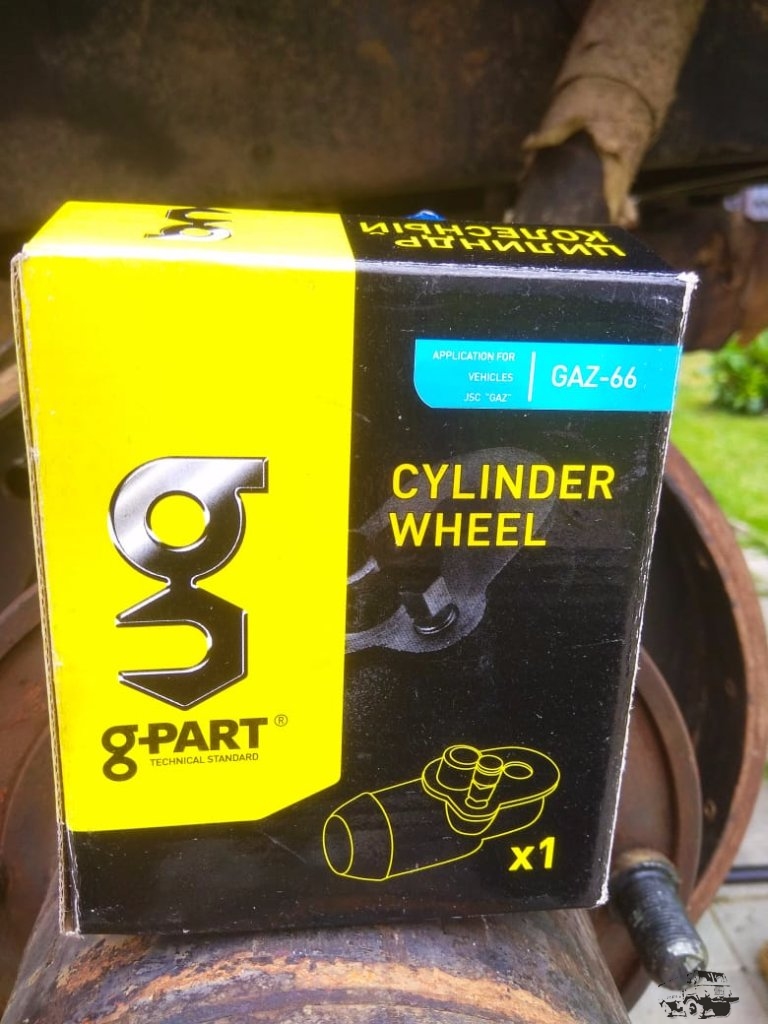 ЦИЛИНДР
КОЛЕСНЫЙ
APPLICATION FOR
VEHICLES
JSC "GAZ"
GAZ-66
CYLINDER
WHEEL
g-PART®
TECHNICAL STANDARD
x1